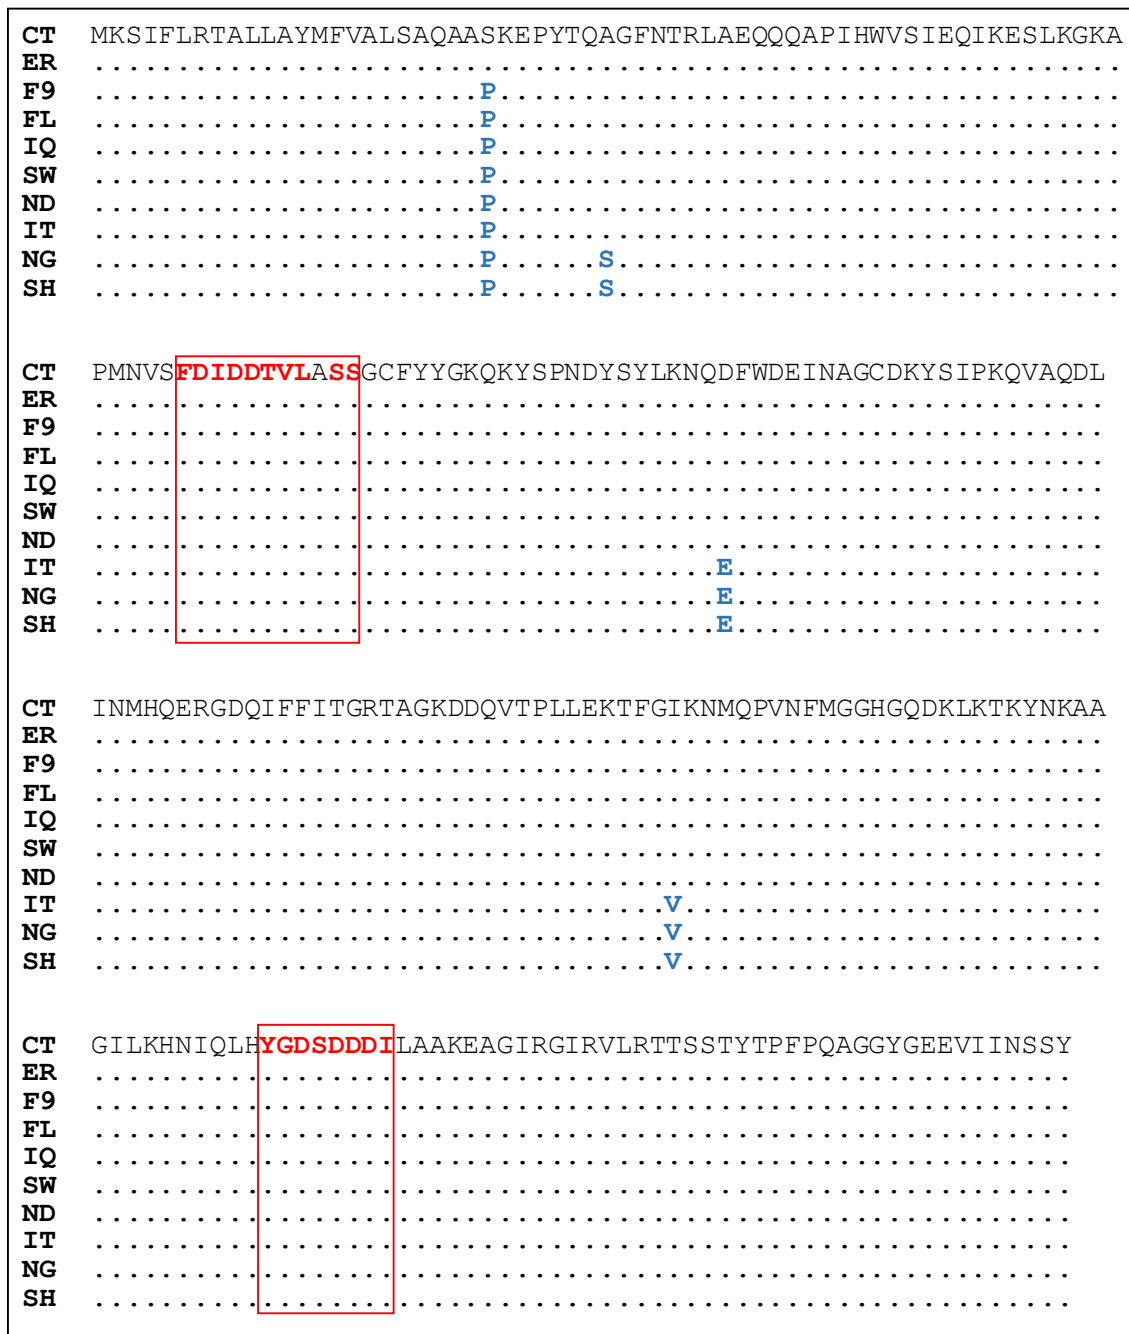 CT MKSIFLRTALLAYMFVALSAQAASKEPYTQAGFNTRLAEQQQAPIHWVSIEQIKESLKGKA
ER .............................................................
F9 .......................P.....................................
FL .......................P.....................................
IQ .......................P.....................................
SW .......................P.....................................
ND .......................P.....................................
IT .......................P.....................................
NG .......................P......S..............................
SH .......................P......S..............................
CT PMNVSFDIDDTVLASSGCFYYGKQKYSPNDYSYLKNQDFWDEINAGCDKYSIPKQVAQDL
ER ............................................................
F9 ............................................................
FL ............................................................
IQ ............................................................
SW ............................................................
ND ............................................................
IT .....................................E......................
NG .....................................E......................
SH .....................................E......................
CT INMHQERGDQIFFITGRTAGKDDQVTPLLEKTFGIKNMQPVNFMGGHGQDKLKTKYNKAA
ER ............................................................
F9 ............................................................
FL ............................................................
IQ ............................................................
SW ............................................................
ND ............................................................
IT ..................................V.........................
NG ..................................V.........................
SH ..................................V.........................
CT GILKHNIQLHYGDSDDDILAAKEAGIRGIRVLRTTSSTYTPFPQAGGYGEEVIINSSY
ER ..........................................................
F9 ..........................................................
FL ..........................................................
IQ ..........................................................
SW ..........................................................
ND ..........................................................
IT ..........................................................
NG ..........................................................
SH ..........................................................